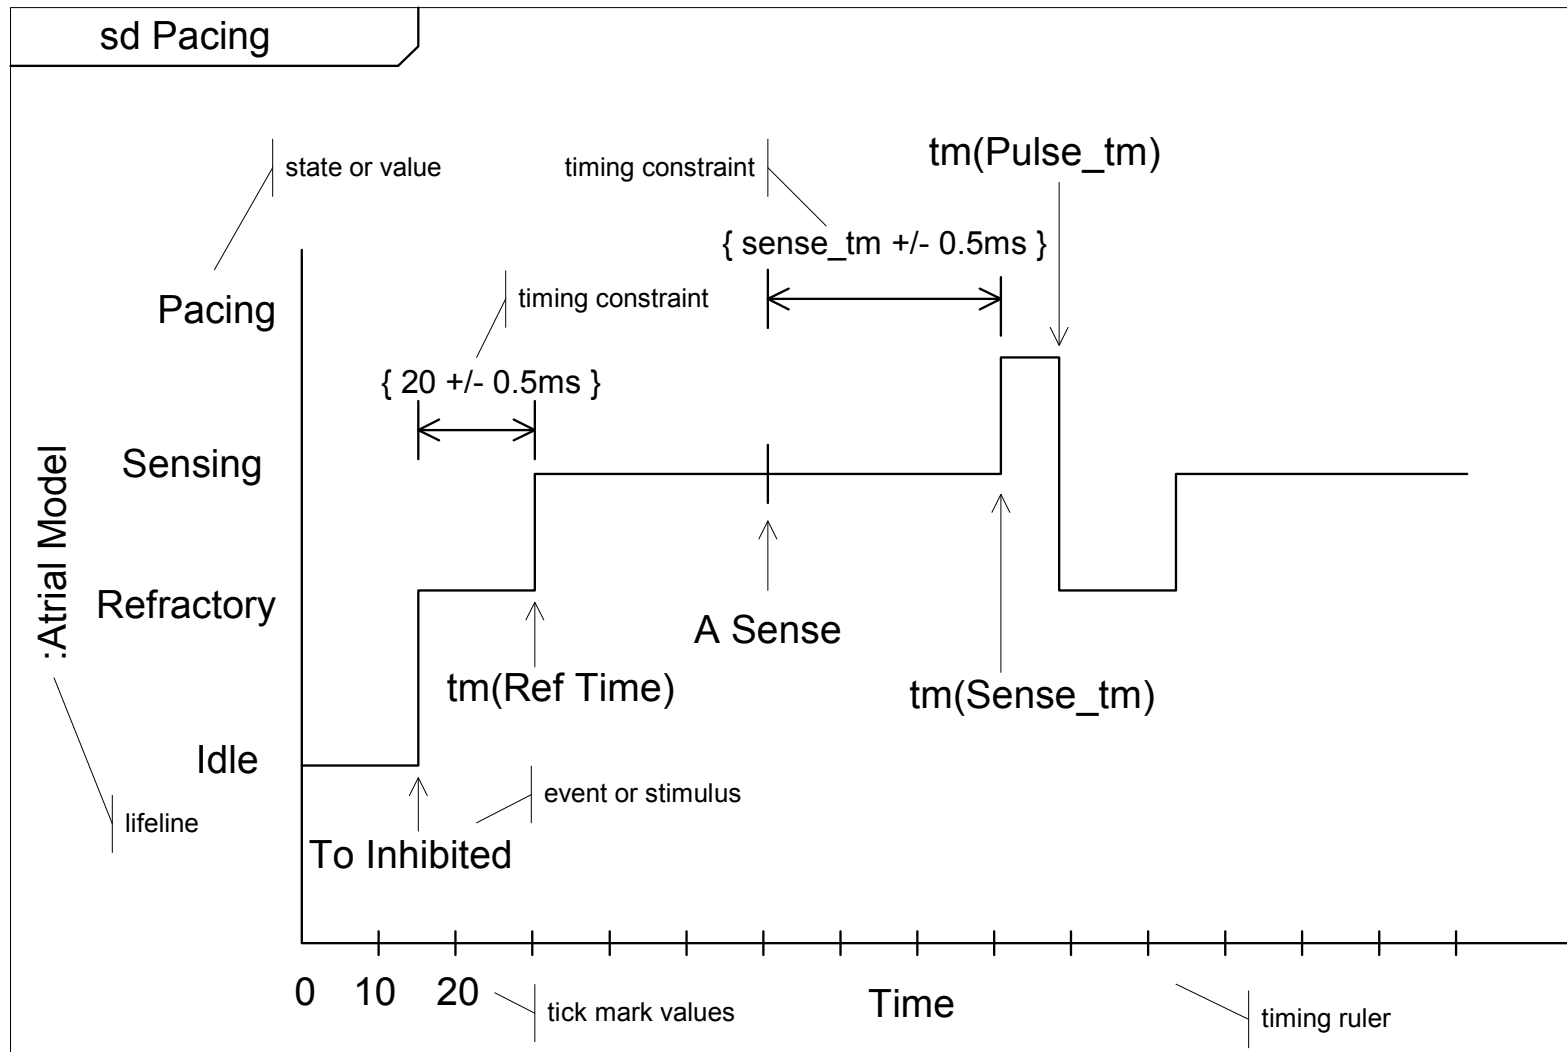 sd Pacing
state or value
timing constraint
tm(Pulse_tm)
{ sense_tm +/- 0.5ms }
timing constraint
Pacing
{ 20 +/- 0.5ms }
Sensing
:Atrial Model
Refractory
A Sense
tm(Ref Time)
tm(Sense_tm)
Idle
event or stimulus
lifeline
To Inhibited
0 10 20
Time
tick mark values
timing ruler